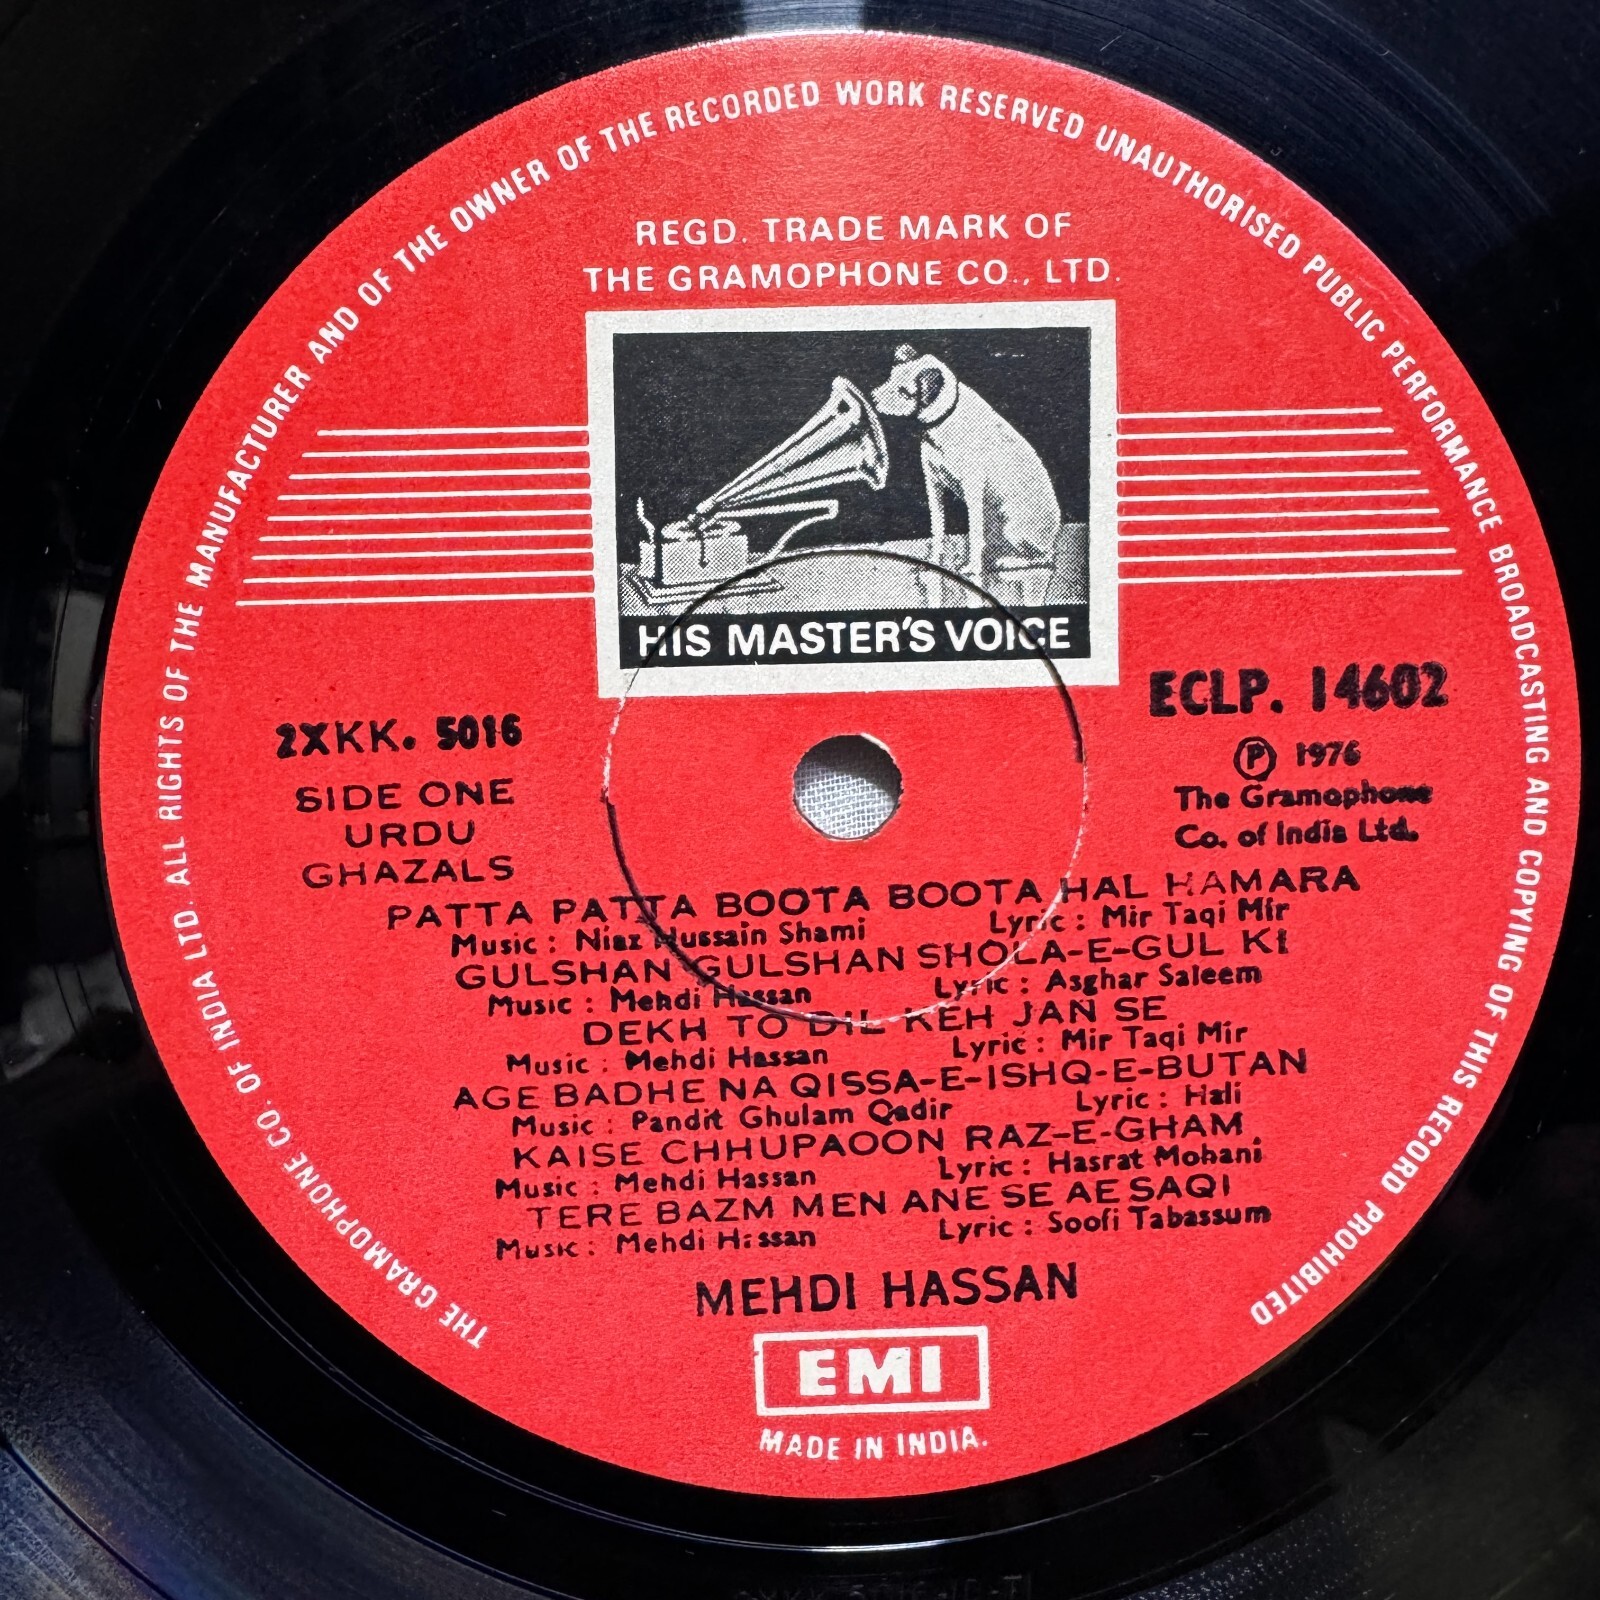 THE GRAMOPHONE CO. OF INDIA LTD. ALL RIGHTS OF THE MANUFACTURER AND OF THE OWNER OF THE RECORDED WORK RESERVED UNAUTHORISED PUBLIC PERFORMANCE BROADCASTING AND COPYING OF THIS RECORD PROHIBITED
REGD. TRADE MARK OF
THE GRAMOPHONE CO., LTD.
HIS MASTER'S VOICE
2XKK. 5016
SIDE ONE
URDU
GHAZALS
ECLP. 14602
Ⓟ 1976
The Gramophone
Co. of India Ltd.
PATTA PATTA BOOTA BOOTA HAL HAMARA
Music : Niaz Hussain Shami Lyric : Mir Taqi Mir
GULSHAN GULSHAN SHOLA-E-GUL KI
Music : Mehdi Hassan Lyric : Asghar Saleem
DEKH TO DIL KEH JAN SE
Music : Mehdi Hassan Lyric : Mir Taqi Mir
AGE BADHE NA QISSA-E-ISHQ-E-BUTAN
Music : Pandit Ghulam Qadir Lyric : Hali
KAISE CHHUPAOON RAZ-E-GHAM
Music : Mehdi Hassan Lyric : Hasrat Mohani
TERE BAZM MEN ANE SE AE SAQI
Music : Mehdi Hassan Lyric : Soofi Tabassum
MEHDI HASSAN
EMI
MADE IN INDIA.